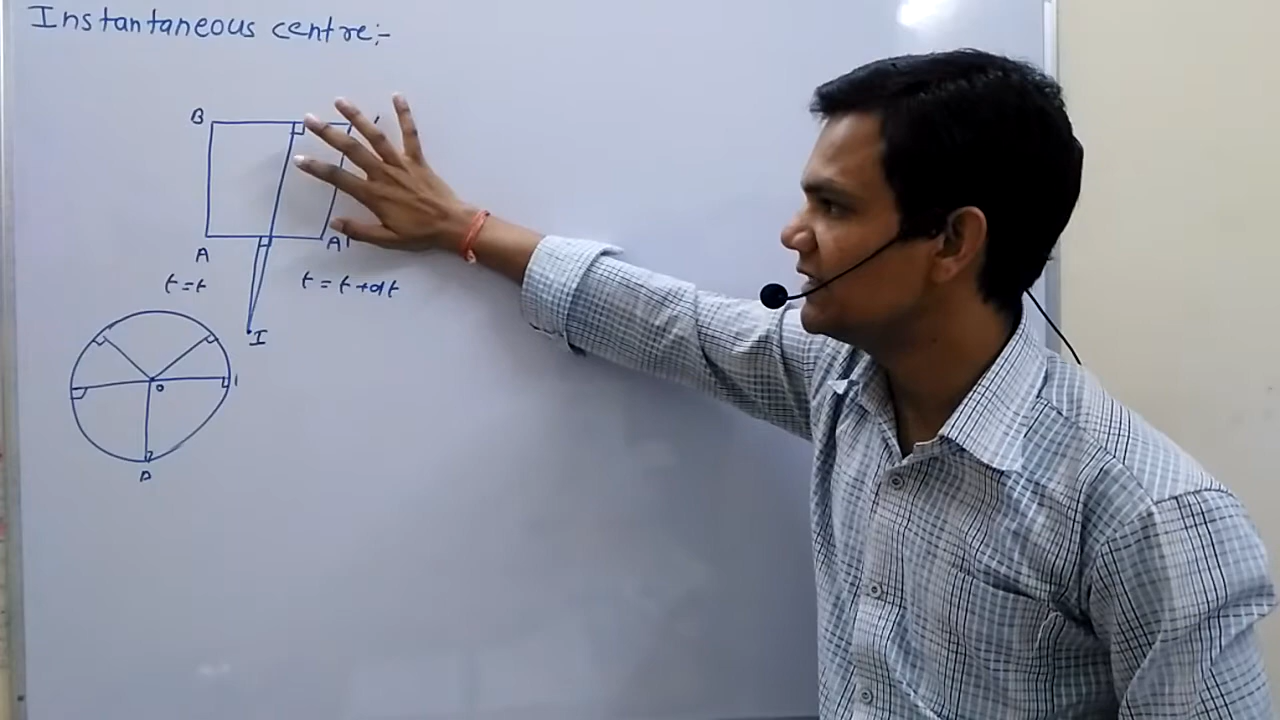 Instantaneous centre:-
B
A
A'
t=t
t = t+dt
I
O